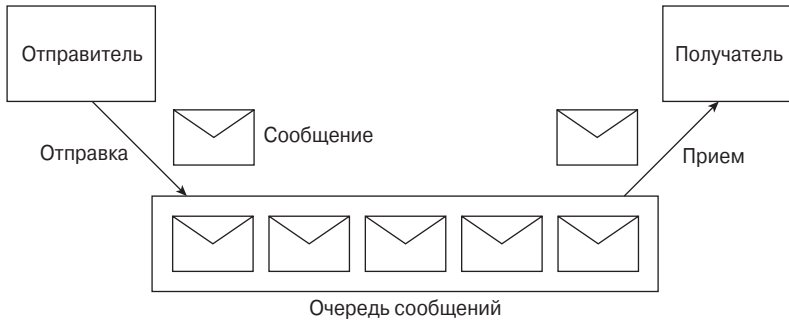 Отправитель
Получатель
Сообщение
Отправка
Прием
Очередь сообщений